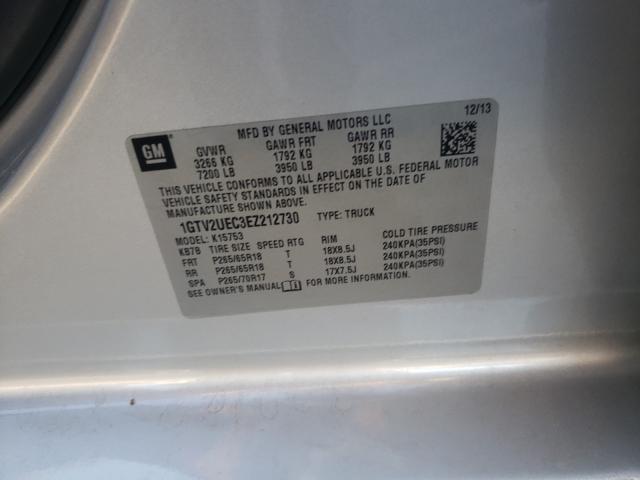 GM
MFD BY GENERAL MOTORS LLC 12/13
GVWR GAWR FRT GAWR RR
3266 KG 1792 KG 1792 KG
7200 LB 3950 LB 3950 LB
THIS VEHICLE CONFORMS TO ALL APPLICABLE U.S. FEDERAL MOTOR
VEHICLE SAFETY STANDARDS IN EFFECT ON THE DATE OF
MANUFACTURE SHOWN ABOVE.
1GTV2UEC3EZ212730 TYPE: TRUCK
MODEL: K15753
KB7B TIRE SIZE SPEED RTG RIM COLD TIRE PRESSURE
FRT P265/65R18 T 18X8.5J 240KPA(35PSI)
RR P265/65R18 T 18X8.5J 240KPA(35PSI)
SPA P265/70R17 S 17X7.5J 240KPA(35PSI)
SEE OWNER'S MANUAL FOR MORE INFORMATION.